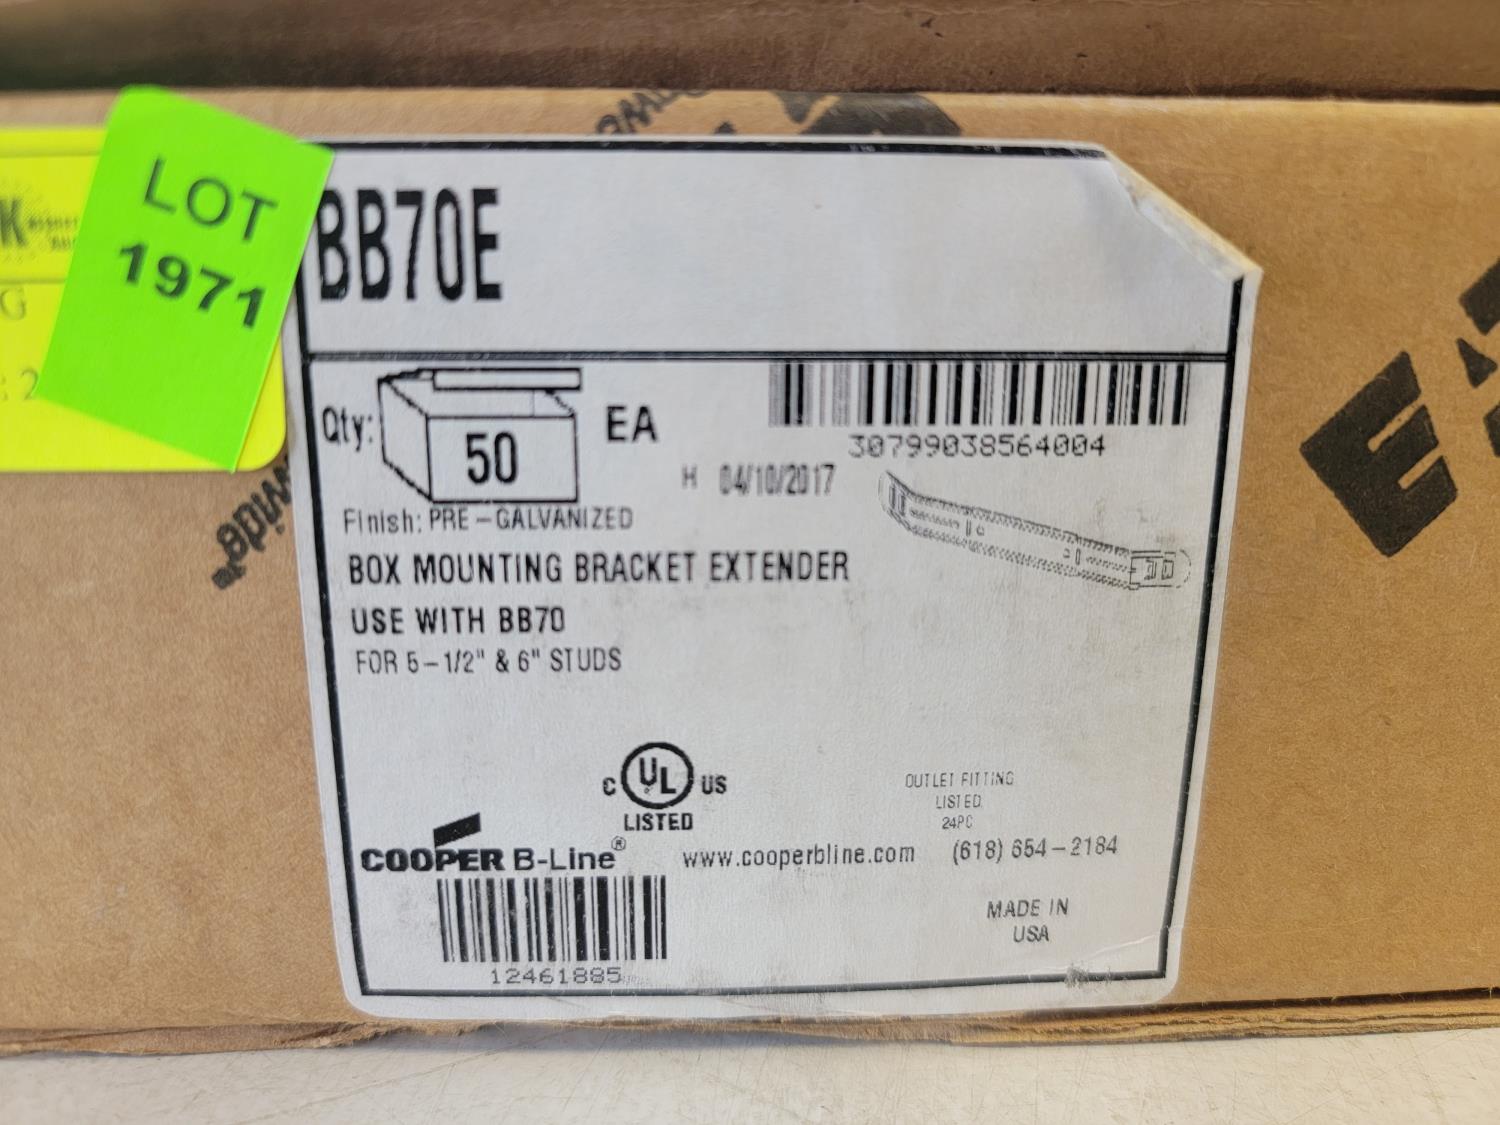 LOT
1971
BB70E
Qty: 50 EA
30799038564004
H 04/10/2017
Finish: PRE-GALVANIZED
BOX MOUNTING BRACKET EXTENDER
USE WITH BB70
FOR 5-1/2" & 6" STUDS
C UL US
LISTED
OUTLET FITTING
LISTED
24PC
COOPER B-Line®
www.cooperbline.com (618) 654-2184
MADE IN
USA
12461885